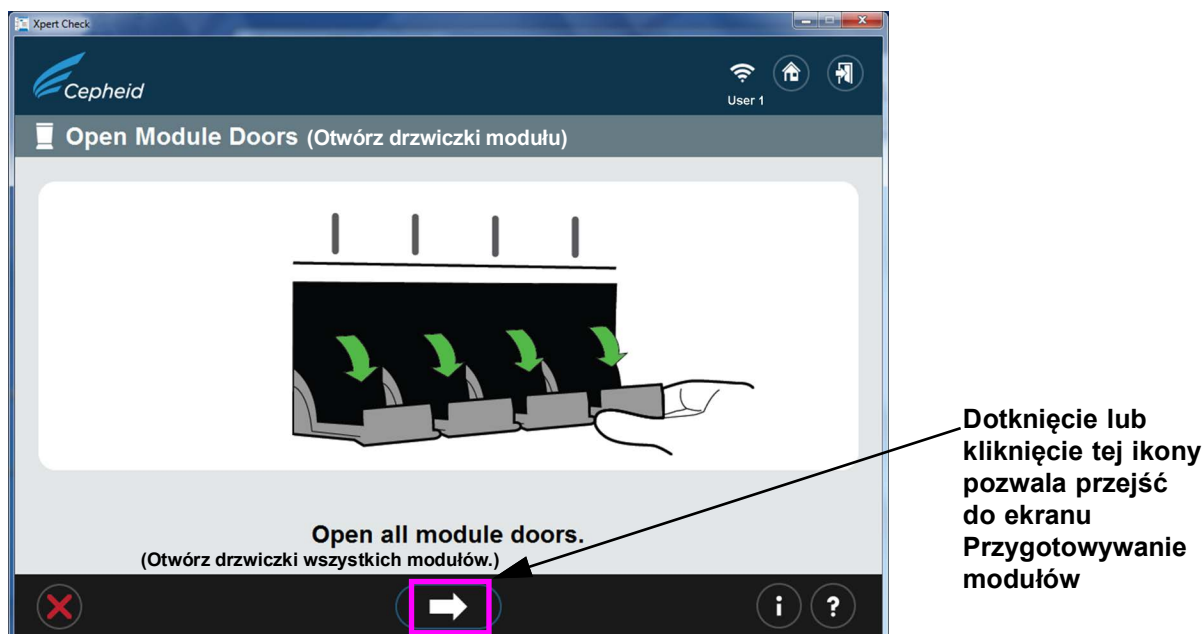 Xpert Check
Cepheid
User 1
Open Module Doors (Otwórz drzwiczki modułu)
Open all module doors.
(Otwórz drzwiczki wszystkich modułów.)
i ?
Dotknięcie lub
kliknięcie tej ikony
pozwala przejść
do ekranu
Przygotowywanie
modułów